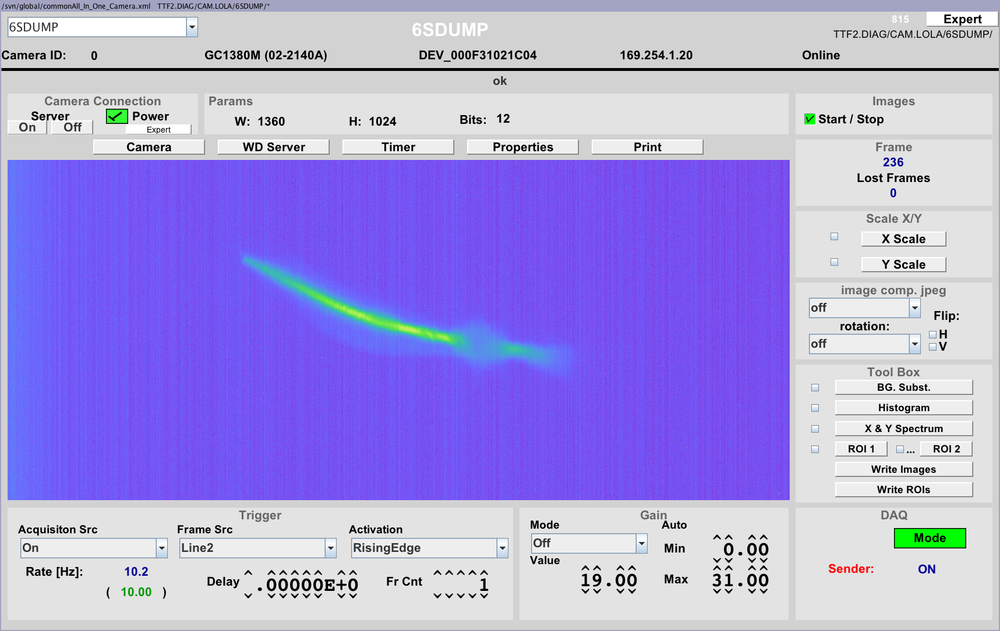 /svn/global/commonAll_In_One_Camera.xml TTF2.DIAG/CAM.LOLA/6SDUMP/*
6SDUMP
6SDUMP
815
Expert
TTF2.DIAG/CAM.LOLA/6SDUMP/
Camera ID: 0 GC1380M (02-2140A) DEV_000F31021C04 169.254.1.20 Online
ok
Camera Connection
Server Power
On Off Expert
Params
W: 1360 H: 1024 Bits: 12
Images
Start / Stop
Camera WD Server Timer Properties Print
Frame
236
Lost Frames
0
Scale X/Y
X Scale
Y Scale
image comp. jpeg
off
Flip:
rotation:
H
off
V
Tool Box
BG. Subst.
Histogram
X & Y Spectrum
ROI 1 ... ROI 2
Write Images
Write ROIs
Trigger
Acquisiton Src Frame Src Activation
On Line2 RisingEdge
Rate [Hz]: 10.2
( 10.00 )
Delay .00000E+0 Fr Cnt 1
Gain
Mode Auto
Off Min 0.00
Value
19.00 Max 31.00
DAQ
Mode
Sender: ON